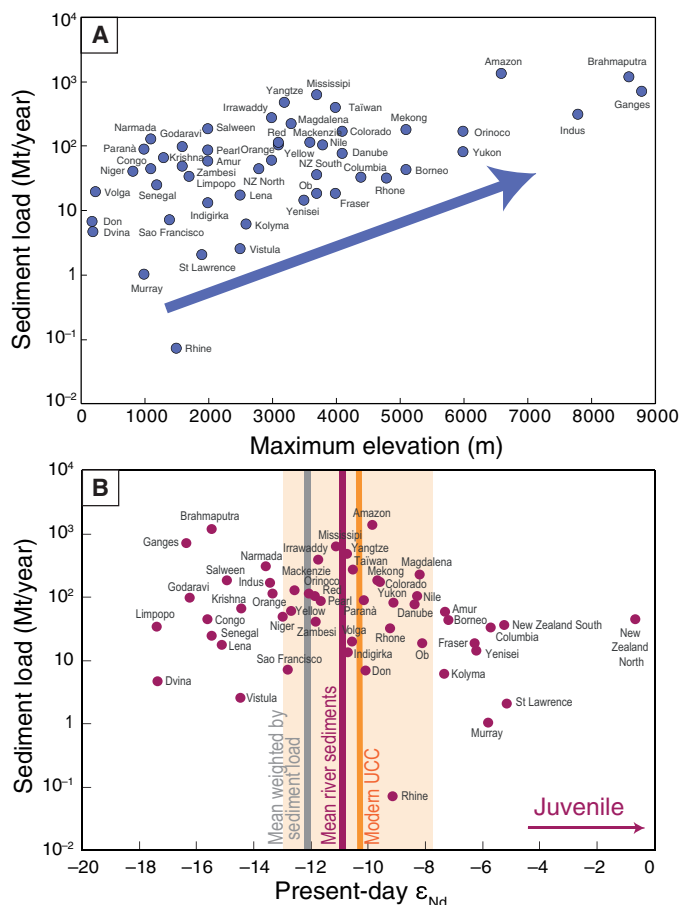 A
Sediment load (Mt/year)
10⁴
10³
10²
10
1
10⁻¹
10⁻²
Amazon
Brahmaputra
Mississipi
Yangtze
Ganges
Irrawaddy
Taïwan
Indus
Magdalena
Mekong
Narmada
Godaravi
Salween
Red
Mackenzie
Colorado
Orinoco
Paranà
Pearl
Orange
Nile
Krishna
Yellow
Danube
Congo
Amur
NZ South
Yukon
Niger
Zambesi
Columbia
Borneo
Limpopo
NZ North
Ob
Rhone
Volga
Senegal
Lena
Indigirka
Yenisei
Fraser
Don
Dvina
Sao Francisco
Kolyma
St Lawrence
Vistula
Murray
Rhine
0 1000 2000 3000 4000 5000 6000 7000 8000 9000
Maximum elevation (m)
B
Sediment load (Mt/year)
10⁴
10³
10²
10
1
10⁻¹
10⁻²
Amazon
Brahmaputra
Mississipi
Ganges
Irrawaddy
Yangtze
Narmada
Taïwan
Salween
Mackenzie
Mekong
Magdalena
Indus
Orinoco
Colorado
Godaravi
Red
Yukon
Nile
Krishna
Orange
Pearl
Paranà
Danube
Limpopo
Congo
Yellow
Amur
Niger
Borneo
New Zealand South
Senegal
Zambesi
Volga
Rhone
Fraser
Columbia
New
Zealand
North
Lena
Indigirka
Ob
Yenisei
Sao Francisco
Don
Dvina
Kolyma
Vistula
St Lawrence
Murray
Rhine
Mean weighted by
sediment load
Mean river sediments
Modern UCC
Juvenile
−20 −18 −16 −14 −12 −10 −8 −6 −4 −2 0
Present-day εNd